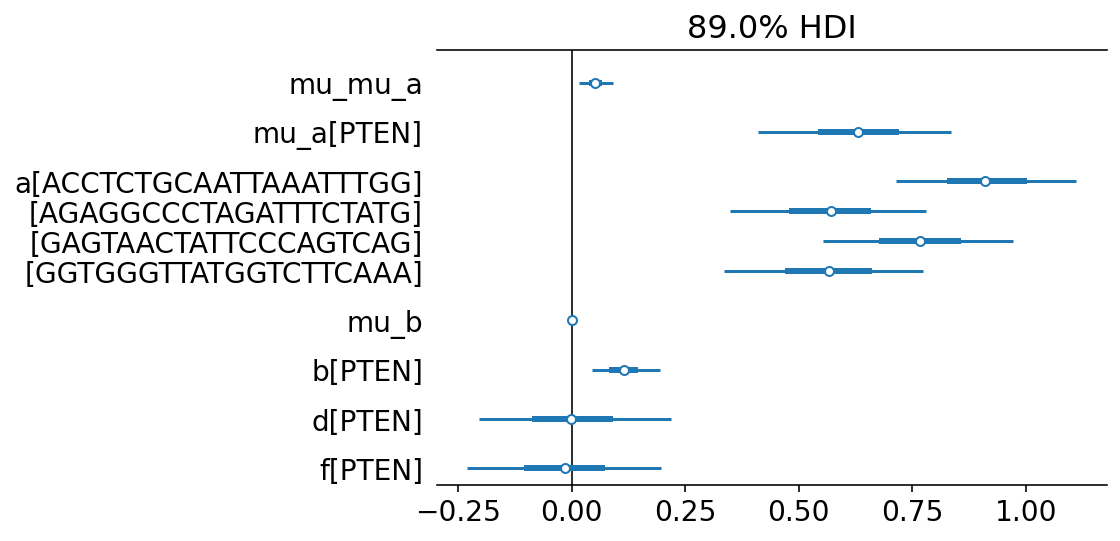 89.0% HDI
mu_mu_a
mu_a[PTEN]
a[ACCTCTGCAATTAAATTTGG]
[AGAGGCCCTAGATTTCTATG]
[GAGTAACTATTCCCAGTCAG]
[GGTGGGTTATGGTCTTCAAA]
mu_b
b[PTEN]
d[PTEN]
f[PTEN]
−0.25 0.00 0.25 0.50 0.75 1.00